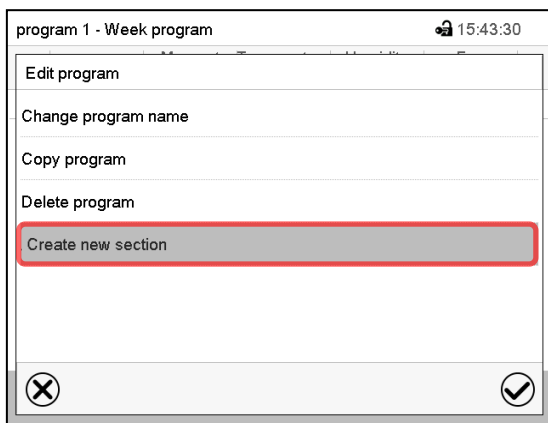 program 1 - Week program 15:43:30
Edit program
Change program name
Copy program
Delete program
Create new section